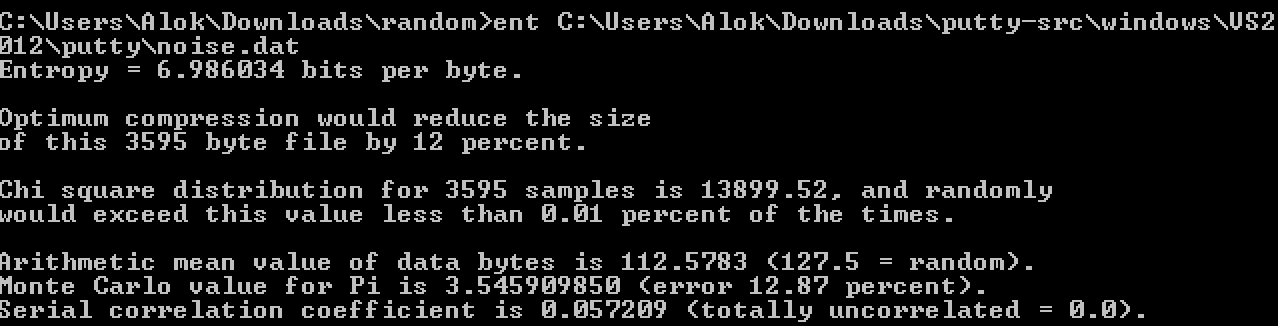 C:\Users\Alok\Downloads\random>ent C:\Users\Alok\Downloads\putty-src\windows\VS2
012\putty\noise.dat
Entropy = 6.986034 bits per byte.
Optimum compression would reduce the size
of this 3595 byte file by 12 percent.
Chi square distribution for 3595 samples is 13899.52, and randomly
would exceed this value less than 0.01 percent of the times.
Arithmetic mean value of data bytes is 112.5783 (127.5 = random).
Monte Carlo value for Pi is 3.545909850 (error 12.87 percent).
Serial correlation coefficient is 0.057209 (totally uncorrelated = 0.0).